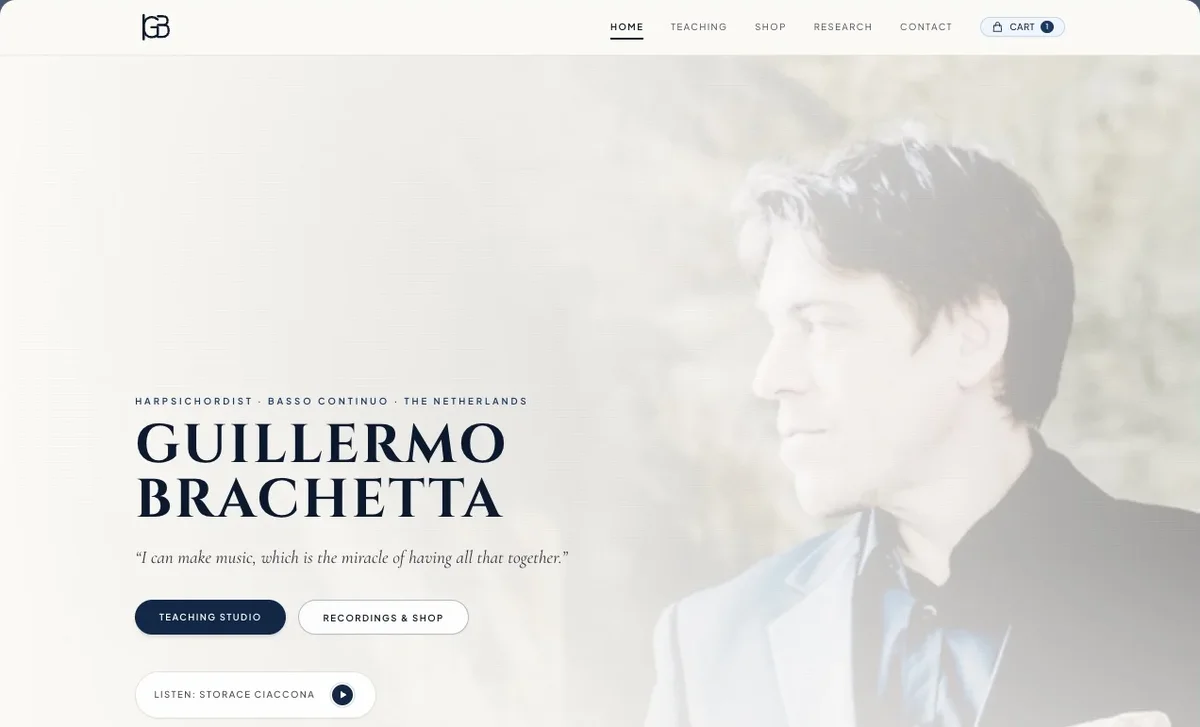 GB
HOME
TEACHING
SHOP
RESEARCH
CONTACT
CART 1
HARPSICHORDIST · BASSO CONTINUO · THE NETHERLANDS
GUILLERMO
BRACHETTA
“I can make music, which is the miracle of having all that together.”
TEACHING STUDIO
RECORDINGS & SHOP
LISTEN: STORACE CIACCONA